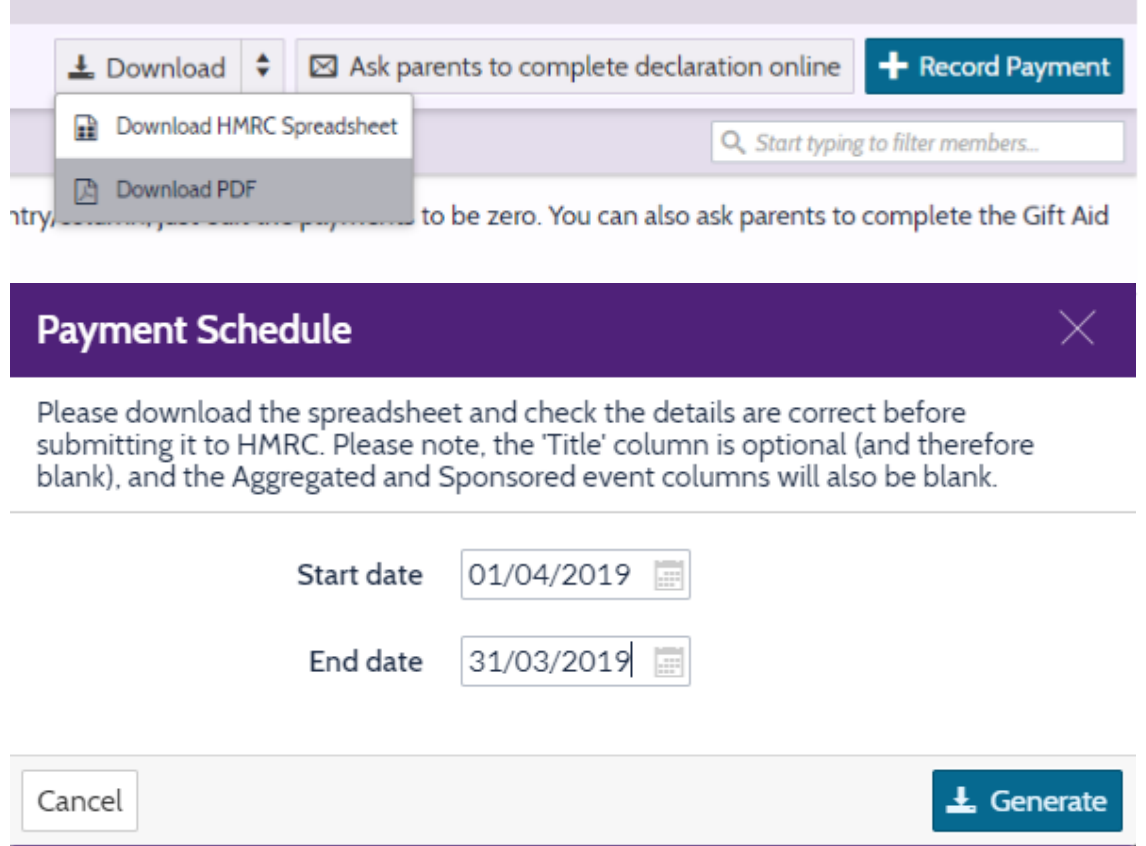 Download
Ask parents to complete declaration online
Record Payment
Download HMRC Spreadsheet
Start typing to filter members...
Download PDF
to be zero. You can also ask parents to complete the Gift Aid
Payment Schedule
Please download the spreadsheet and check the details are correct before
submitting it to HMRC. Please note, the 'Title' column is optional (and therefore
blank), and the Aggregated and Sponsored event columns will also be blank.
Start date 01/04/2019
End date 31/03/2019
Cancel
Generate